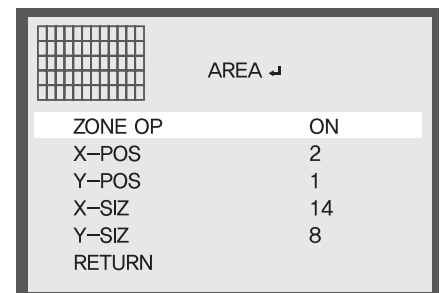 AREA ↵
ZONE OP ON
X-POS 2
Y-POS 1
X-SIZ 14
Y-SIZ 8
RETURN